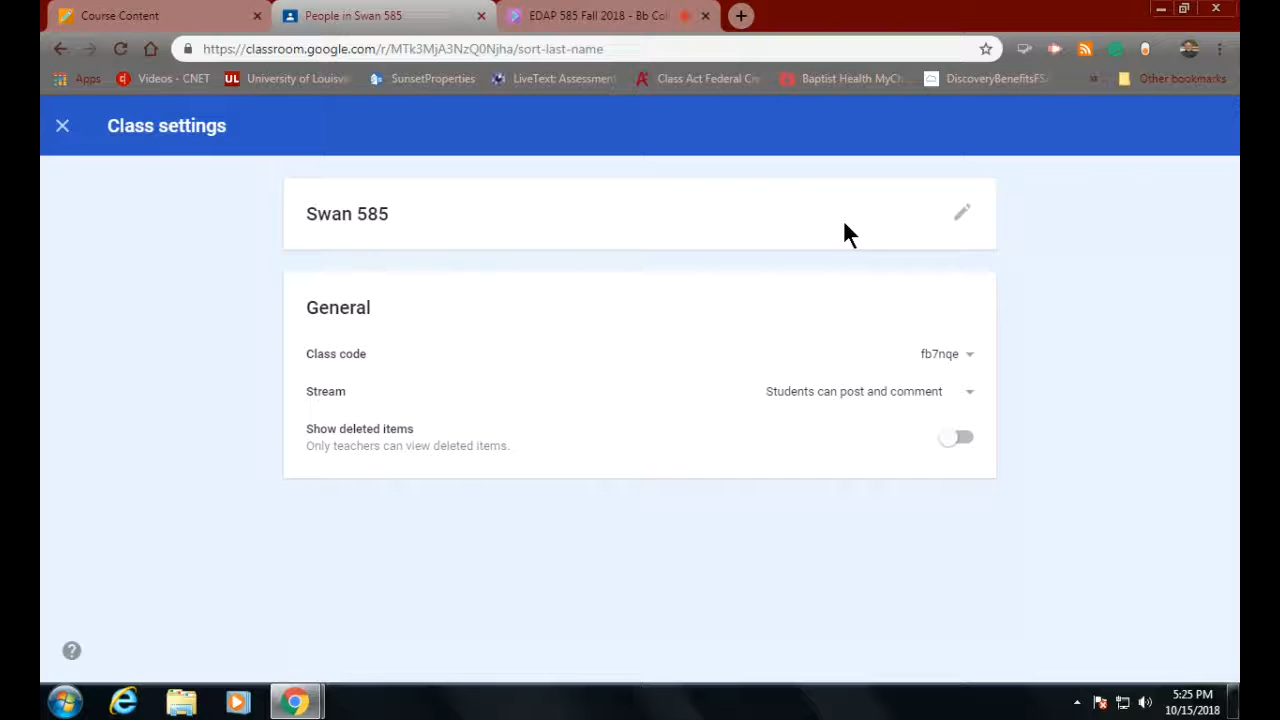 Course Content
People in Swan 585
EDAP 585 Fall 2018 - Bb Col
https://classroom.google.com/r/MTk3MjA3NzQ0Njha/sort-last-name
Apps
Videos - CNET
UL
University of Louisvi
SunsetProperties
LiveText: Assessment
Class Act Federal Cr
Baptist Health MyCh
DiscoveryBenefitsFS
Other bookmarks
Class settings
Swan 585
General
Class code
fb7nqe
Stream
Students can post and comment
Show deleted items
Only teachers can view deleted items.
5:25 PM
10/15/2018